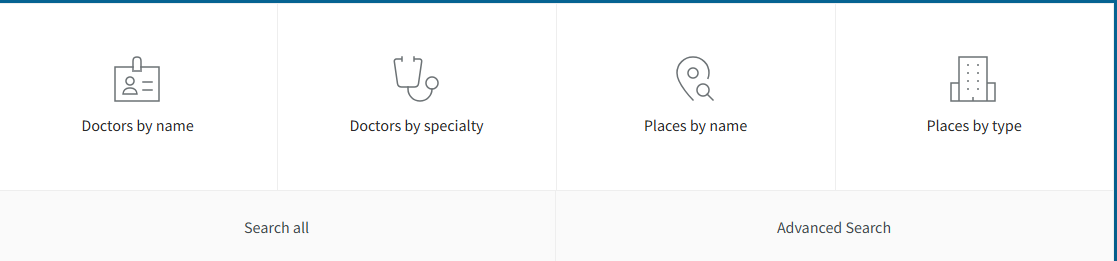 Doctors by name
Doctors by specialty
Places by name
Places by type
Search all
Advanced Search